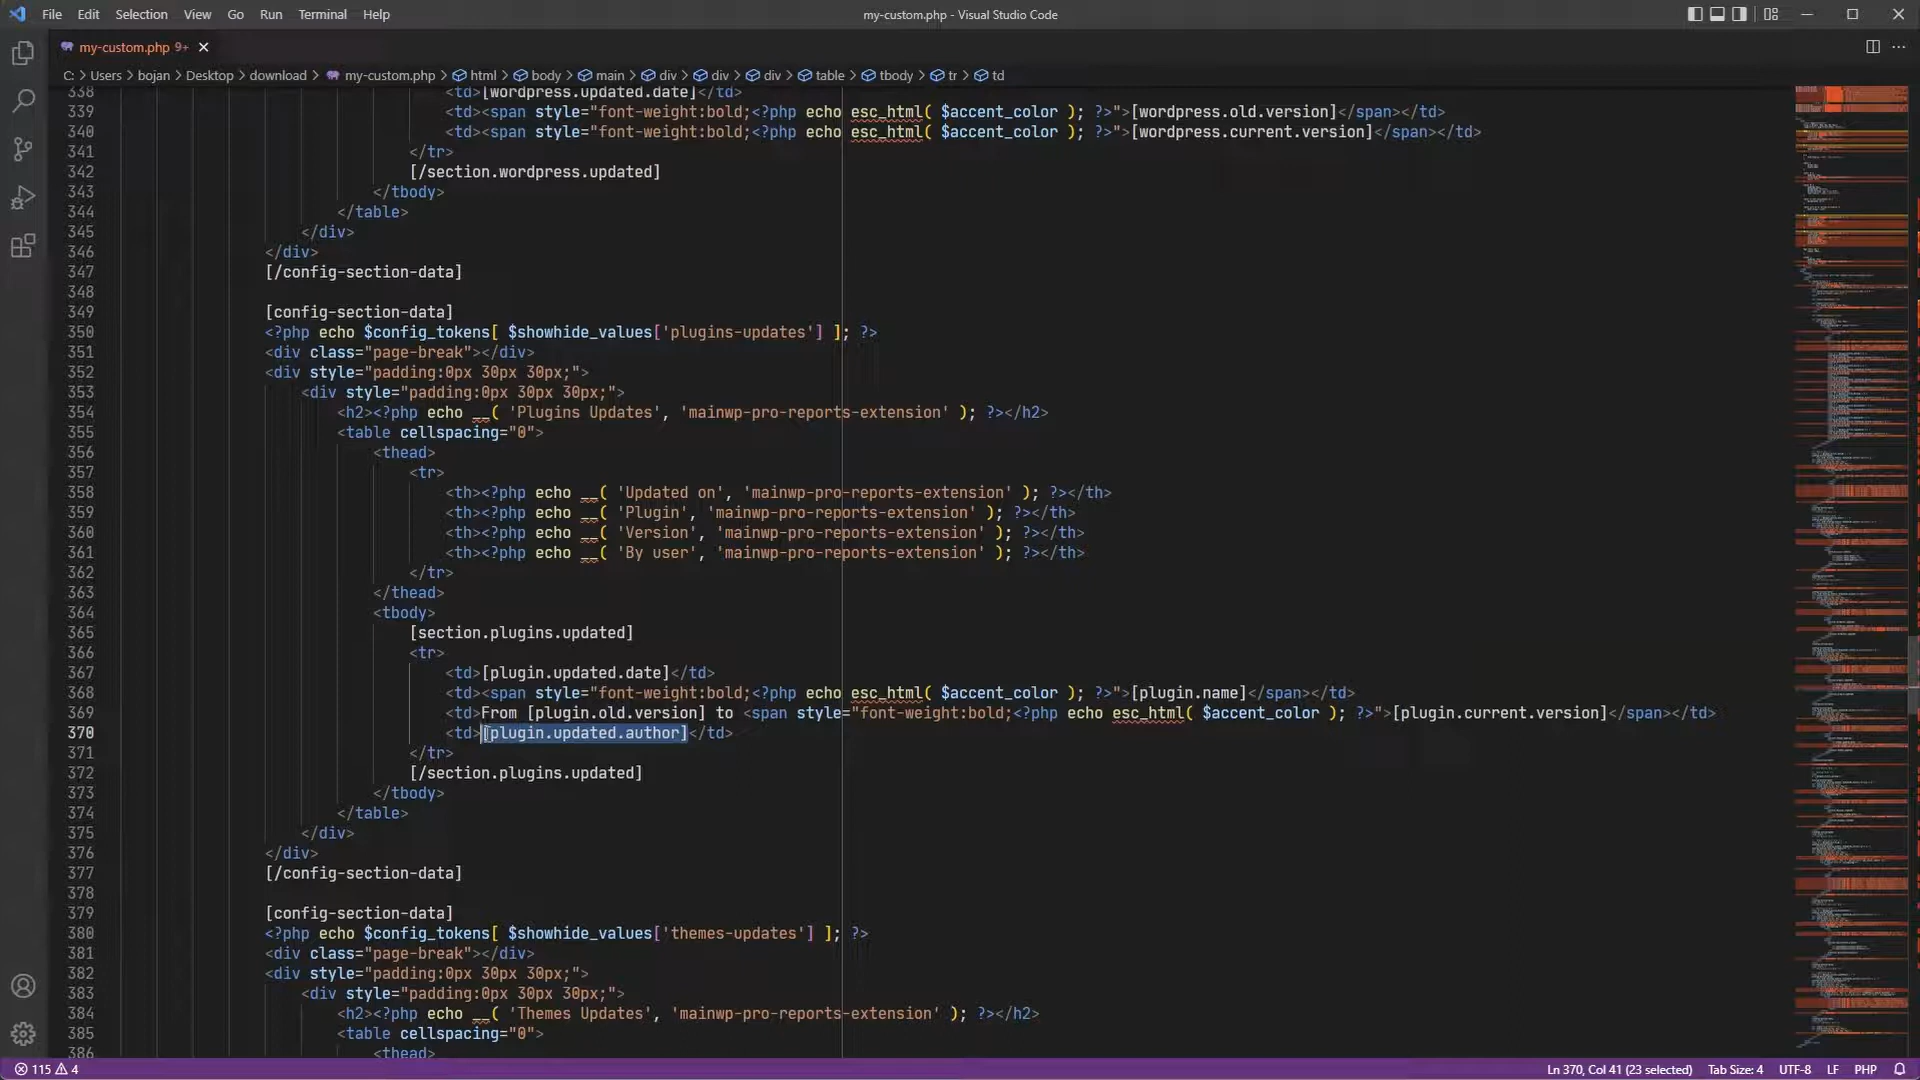 File Edit Selection View Go Run Terminal Help
my-custom.php - Visual Studio Code
my-custom.php 9+
C: > Users > bojan > Desktop > download > my-custom.php > html > body > main > div > div > div > table > tbody > tr > td
338 <td>[wordpress.updated.date]</td>
339 <td><span style="font-weight:bold;<?php echo esc_html( $accent_color ); ?>">[wordpress.old.version]</span></td>
340 <td><span style="font-weight:bold;<?php echo esc_html( $accent_color ); ?>">[wordpress.current.version]</span></td>
341 </tr>
342 [/section.wordpress.updated]
343 </tbody>
344 </table>
345 </div>
346 </div>
347 [/config-section-data]
348
349 [config-section-data]
350 <?php echo $config_tokens[ $showhide_values['plugins-updates'] ]; ?>
351 <div class="page-break"></div>
352 <div style="padding:0px 30px 30px;">
353 <div style="padding:0px 30px 30px;">
354 <h2><?php echo __( 'Plugins Updates', 'mainwp-pro-reports-extension' ); ?></h2>
355 <table cellspacing="0">
356 <thead>
357 <tr>
358 <th><?php echo __( 'Updated on', 'mainwp-pro-reports-extension' ); ?></th>
359 <th><?php echo __( 'Plugin', 'mainwp-pro-reports-extension' ); ?></th>
360 <th><?php echo __( 'Version', 'mainwp-pro-reports-extension' ); ?></th>
361 <th><?php echo __( 'By user', 'mainwp-pro-reports-extension' ); ?></th>
362 </tr>
363 </thead>
364 <tbody>
365 [section.plugins.updated]
366 <tr>
367 <td>[plugin.updated.date]</td>
368 <td><span style="font-weight:bold;<?php echo esc_html( $accent_color ); ?>">[plugin.name]</span></td>
369 <td>From [plugin.old.version] to <span style="font-weight:bold;<?php echo esc_html( $accent_color ); ?>">[plugin.current.version]</span></td>
370 <td>[plugin.updated.author]</td>
371 </tr>
372 [/section.plugins.updated]
373 </tbody>
374 </table>
375 </div>
376 </div>
377 [/config-section-data]
378
379 [config-section-data]
380 <?php echo $config_tokens[ $showhide_values['themes-updates'] ]; ?>
381 <div class="page-break"></div>
382 <div style="padding:0px 30px 30px;">
383 <div style="padding:0px 30px 30px;">
384 <h2><?php echo __( 'Themes Updates', 'mainwp-pro-reports-extension' ); ?></h2>
385 <table cellspacing="0">
386 <thead>
115 4
Ln 370, Col 41 (23 selected) Tab Size: 4 UTF-8 LF PHP